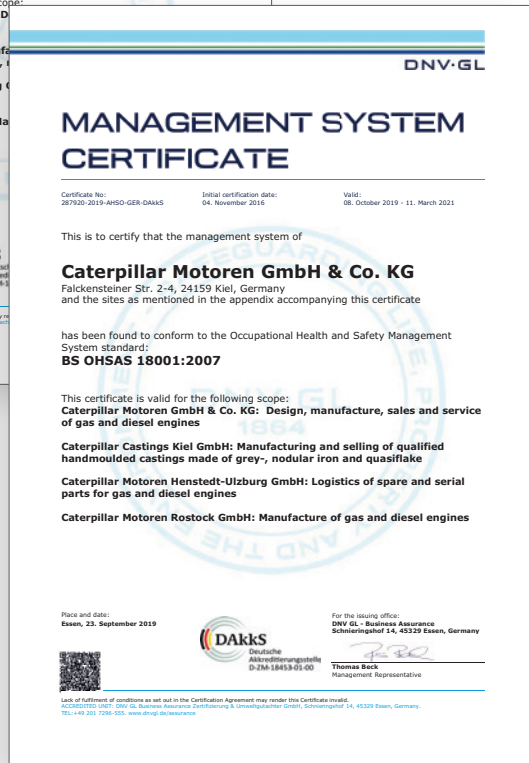 cope:
DNV·GL
MANAGEMENT SYSTEM
CERTIFICATE
Certificate No:
287920-2019-AHSO-GER-DAkkS
Initial certification date:
04. November 2016
Valid:
08. October 2019 - 11. March 2021
This is to certify that the management system of
Caterpillar Motoren GmbH & Co. KG
Falckensteiner Str. 2-4, 24159 Kiel, Germany
and the sites as mentioned in the appendix accompanying this certificate
has been found to conform to the Occupational Health and Safety Management
System standard:
BS OHSAS 18001:2007
This certificate is valid for the following scope:
Caterpillar Motoren GmbH & Co. KG: Design, manufacture, sales and service
of gas and diesel engines
Caterpillar Castings Kiel GmbH: Manufacturing and selling of qualified
handmoulded castings made of grey-, nodular iron and quasiflake
Caterpillar Motoren Henstedt-Ulzburg GmbH: Logistics of spare and serial
parts for gas and diesel engines
Caterpillar Motoren Rostock GmbH: Manufacture of gas and diesel engines
SAFEGUARDING LIFE, PROPERTY AND THE ENVIRONMENT
DNV·GL
1864
Place and date:
Essen, 23. September 2019
DAkkS
Deutsche
Akkreditierungsstelle
D-ZM-18453-01-00
For the issuing office:
DNV GL - Business Assurance
Schnieringshof 14, 45329 Essen, Germany
Thomas Beck
Management Representative
Lack of fulfilment of conditions as set out in the Certification Agreement may render this Certificate invalid.
ACCREDITED UNIT: DNV GL Business Assurance Zertifizierung & Umweltgutachter GmbH, Schnieringshof 14, 45329 Essen, Germany.
TEL:+49 201 7296-555. www.dnvgl.de/assurance